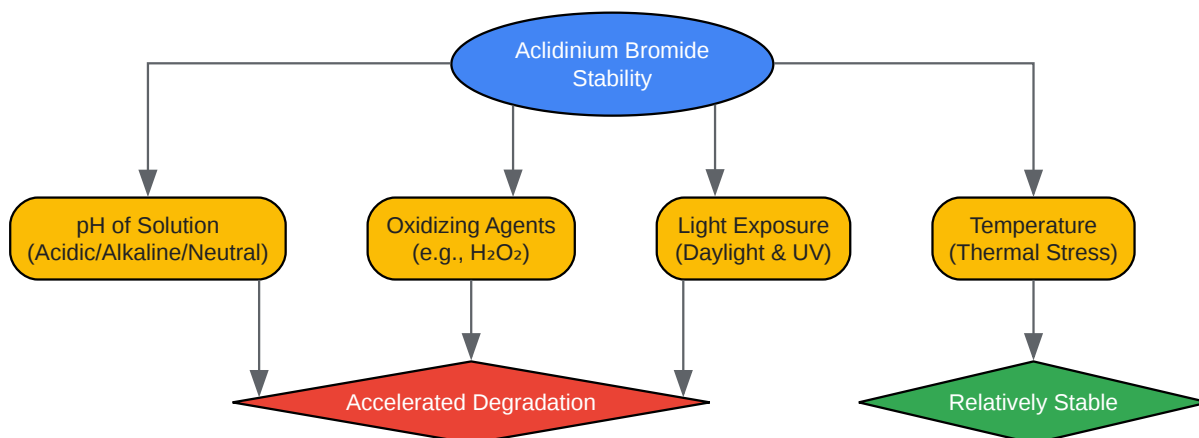 Aclidinium Bromide
Stability
pH of Solution
(Acidic/Alkaline/Neutral)
Oxidizing Agents
(e.g., H₂O₂)
Light Exposure
(Daylight & UV)
Temperature
(Thermal Stress)
Accelerated Degradation
Relatively Stable